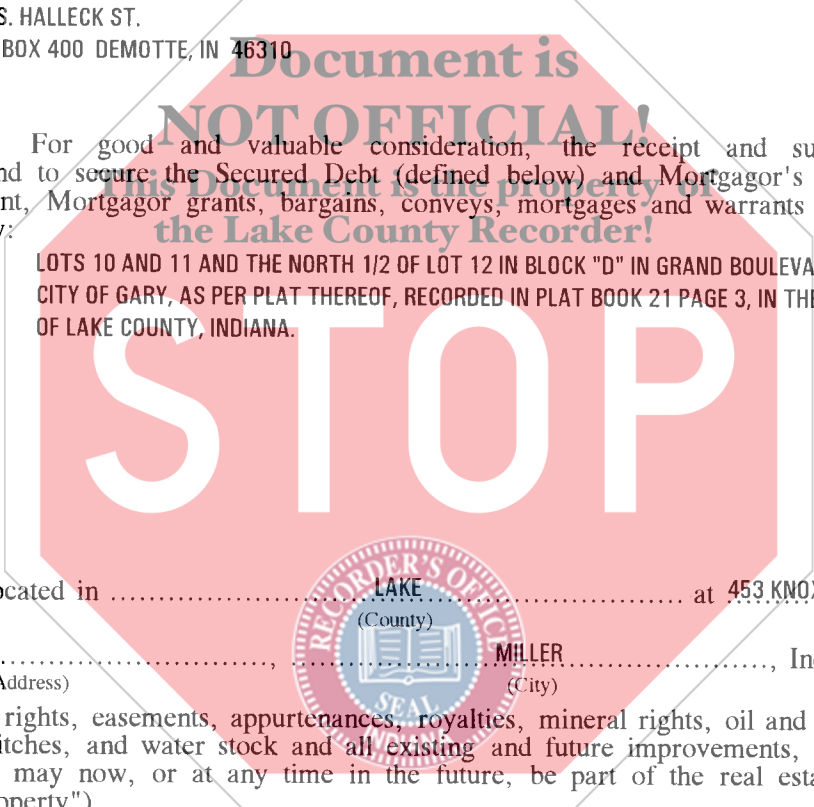 S. HALLECK ST.
BOX 400 DEMOTTE, IN 46310
Document is
NOT OFFICIAL!
For good and valuable consideration, the receipt and su
nd to secure the Secured Debt (defined below) and Mortgagor's
This Document is the property of
nt, Mortgagor grants, bargains, conveys, mortgages and warrants
y:
the Lake County Recorder!
LOTS 10 AND 11 AND THE NORTH 1/2 OF LOT 12 IN BLOCK "D" IN GRAND BOULEVA
CITY OF GARY, AS PER PLAT THEREOF, RECORDED IN PLAT BOOK 21 PAGE 3, IN THE
OF LAKE COUNTY, INDIANA.
STOP
ocated in ........................... LAKE ........................... at 453 KNOX
(County)
..........................., ........................... MILLER ..........................., In
Address)
(City)
RECORDER'S OFFICE
SEAL
INDIANA
rights, easements, appurtenances, royalties, mineral rights, oil and
itches, and water stock and all existing and future improvements,
may now, or at any time in the future, be part of the real esta
operty")